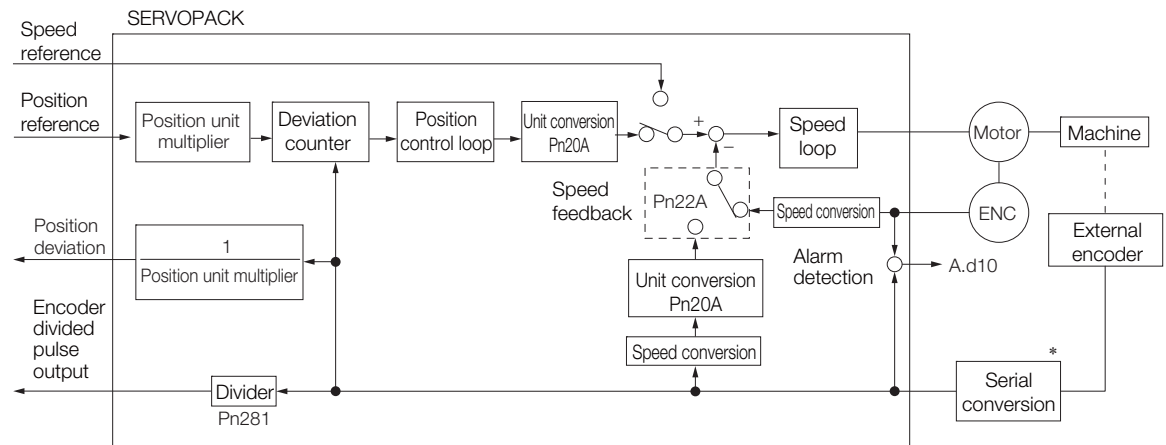 SERVOPACK
Speed
reference
Position
reference
Position unit
multiplier
Deviation
counter
Position
control loop
Unit conversion
Pn20A
+
−
Speed
loop
Motor
Machine
Speed
feedback
Pn22A
Speed conversion
ENC
External
encoder
Position
deviation
1
Position unit multiplier
Alarm
detection
A.d10
Unit conversion
Pn20A
Speed conversion
Encoder
divided
pulse
output
Divider
Pn281
*
Serial
conversion